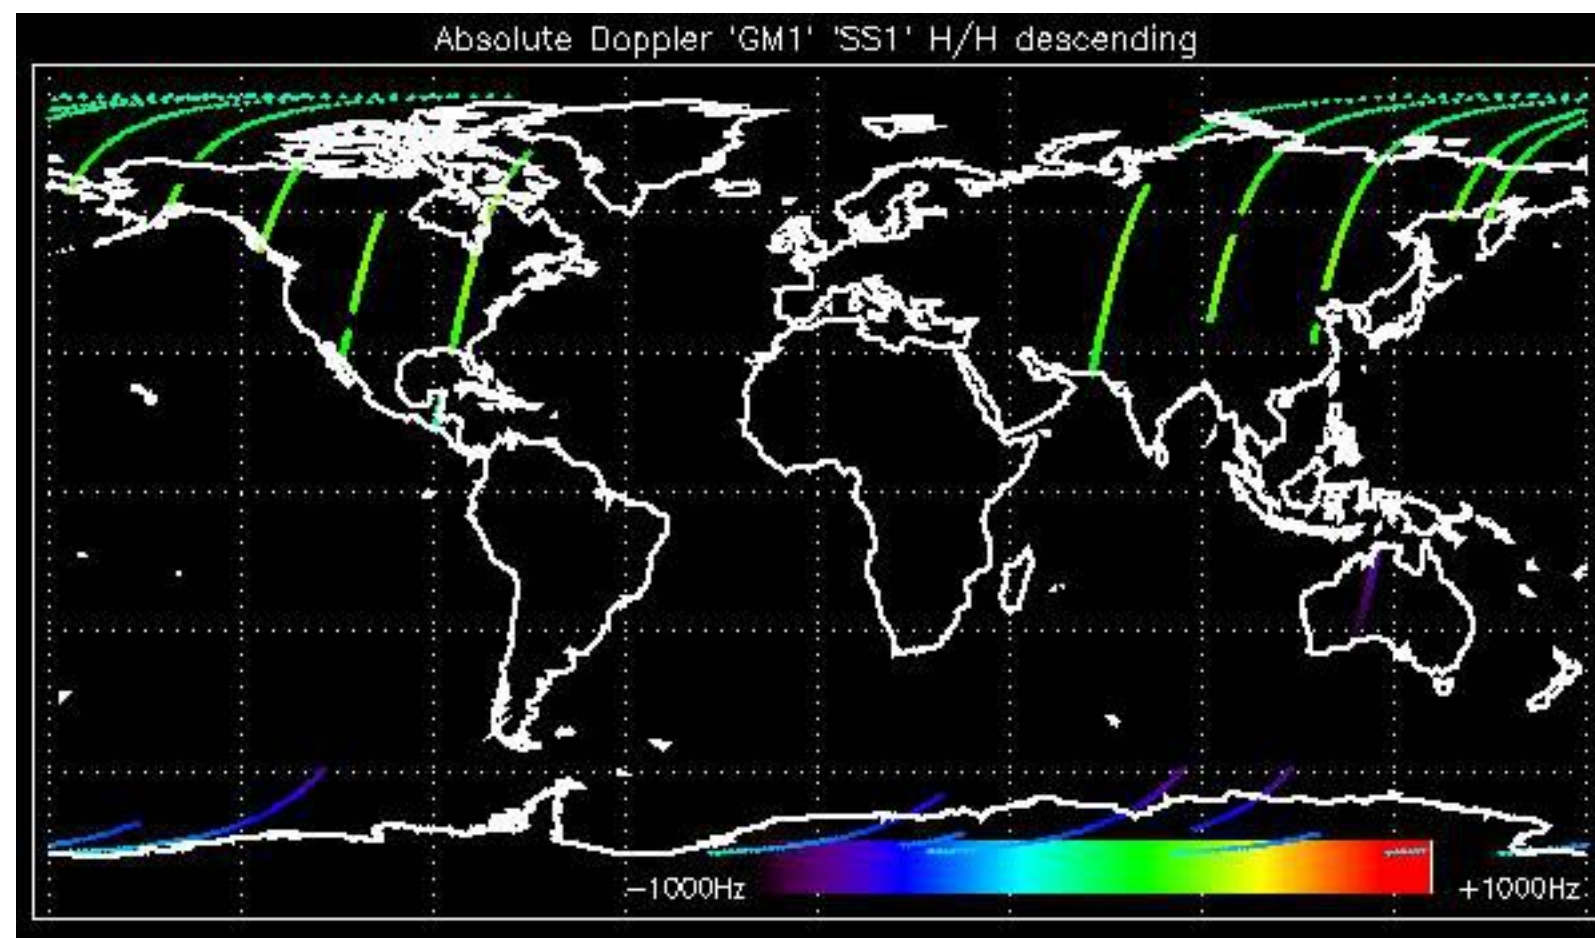 Absolute Doppler 'GM1' 'SS1' H/H descending
−1000Hz
+1000Hz